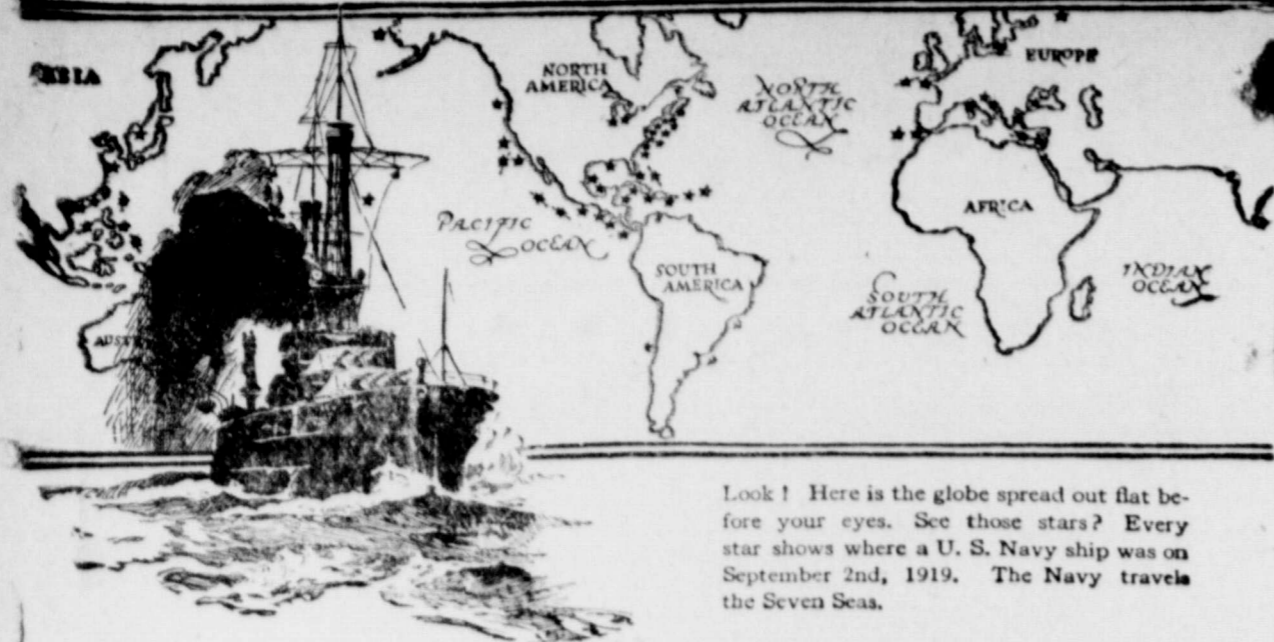 ASIA
NORTH
AMERICA
NORTH
ATLANTIC
OCEAN
EUROPE
PACIFIC
OCEAN
AFRICA
SOUTH
AMERICA
SOUTH
ATLANTIC
OCEAN
INDIAN
OCEAN
AUST
Look! Here is the globe spread out flat be-
fore your eyes. See those stars? Every
star shows where a U. S. Navy ship was on
September 2nd, 1919. The Navy travels
the Seven Seas.